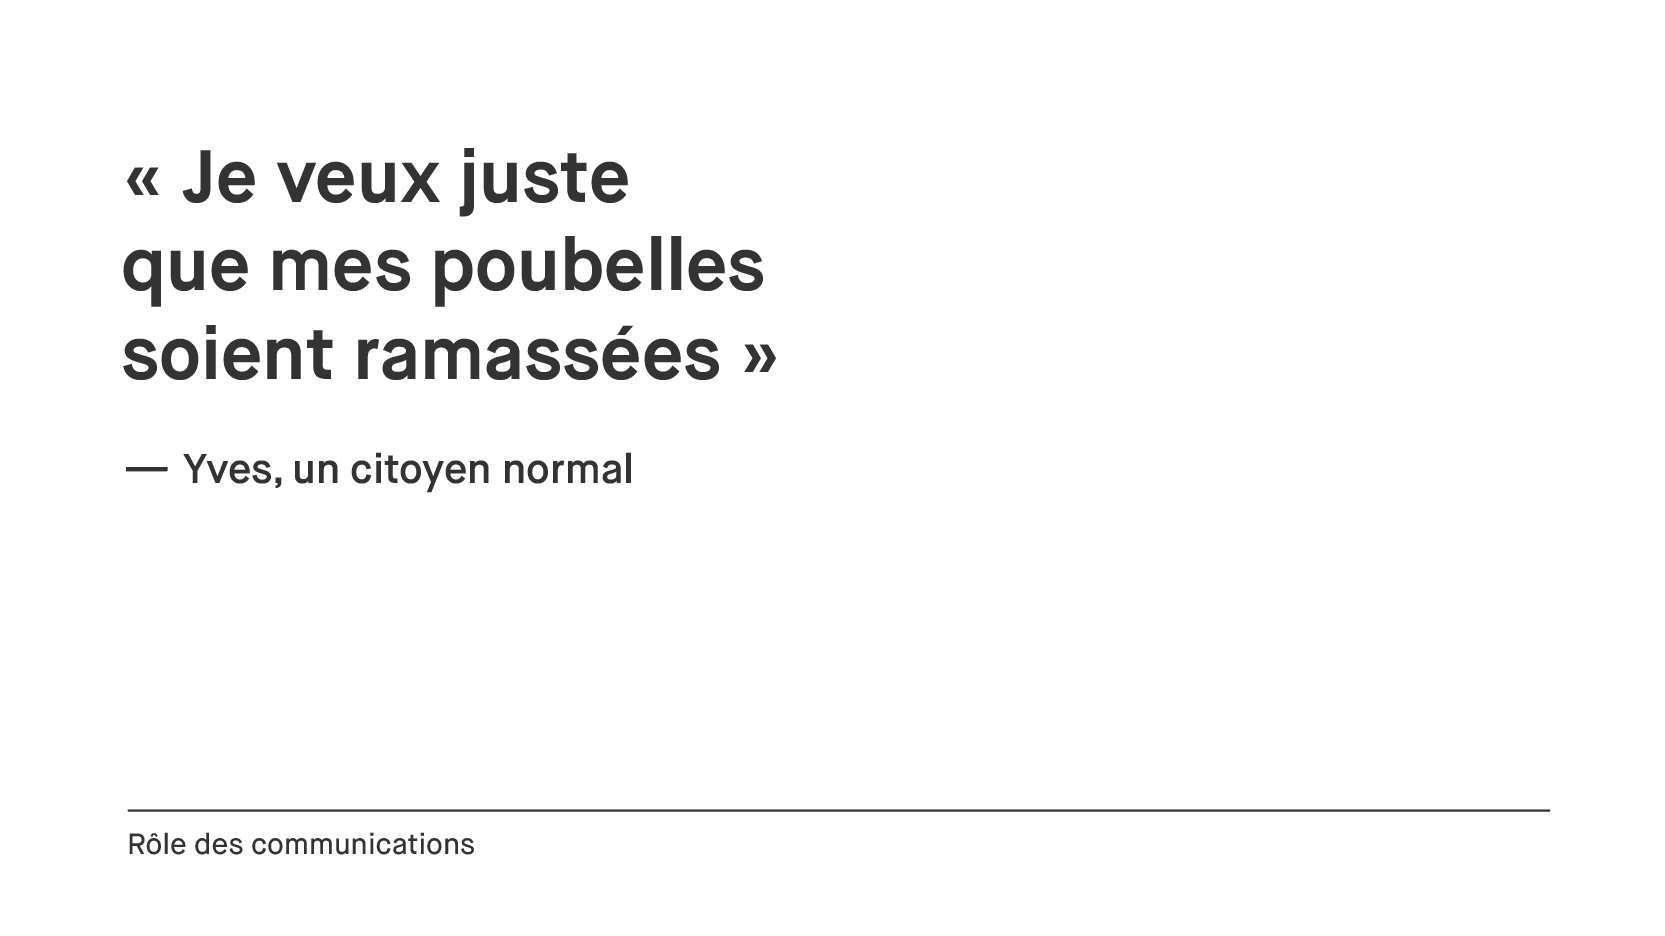 « Je veux juste
que mes poubelles
soient ramassées »
— Yves, un citoyen normal
Rôle des communications